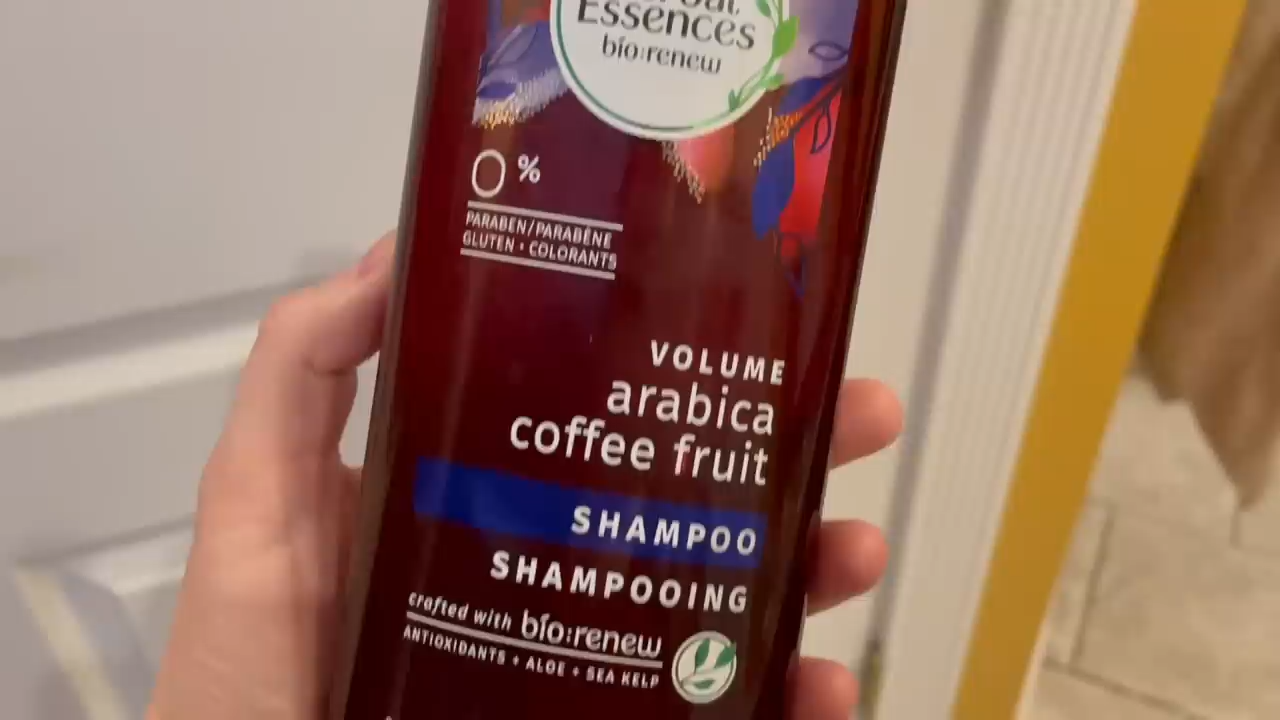 Essences
bio:renew
0%
PARABEN/PARABÈNE
GLUTEN • COLORANTS
VOLUME
arabica
coffee fruit
SHAMPOO
SHAMPOOING
crafted with bio:renew
ANTIOXIDANTS + ALOE + SEA KELP